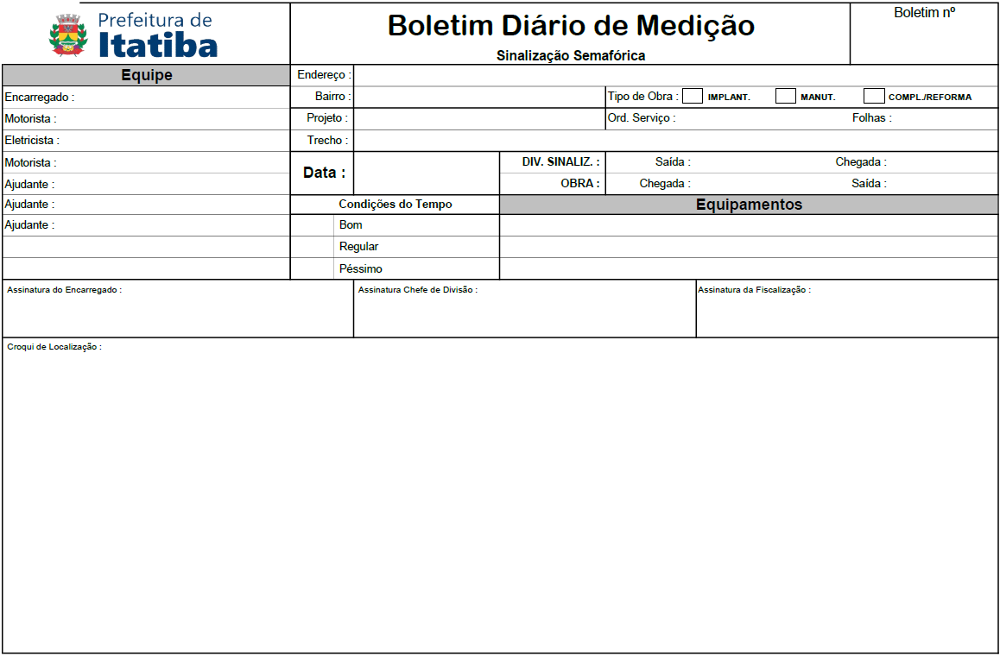 Prefeitura de
Itatiba
Boletim Diário de Medição
Sinalização Semafórica
Boletim nº
Equipe
Encarregado :
Motorista :
Eletricista :
Motorista :
Ajudante :
Ajudante :
Ajudante :
Endereço :
Bairro :
Tipo de Obra : IMPLANT. MANUT. COMPL./REFORMA
Projeto :
Ord. Serviço : Folhas :
Trecho :
Data :
DIV. SINALIZ. : Saída : Chegada :
OBRA : Chegada : Saída :
Condições do Tempo
Bom
Regular
Péssimo
Equipamentos
Assinatura do Encarregado :
Assinatura Chefe de Divisão :
Assinatura da Fiscalização :
Croqui de Localização :